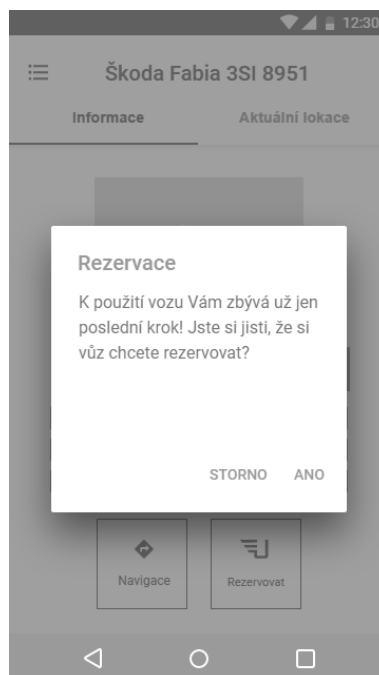 12:30
Škoda Fabia 3SI 8951
Informace Aktuální lokace
Rezervace
K použití vozu Vám zbývá už jen
poslední krok! Jste si jisti, že si
vůz chcete rezervovat?
STORNO ANO
Navigace Rezervovat